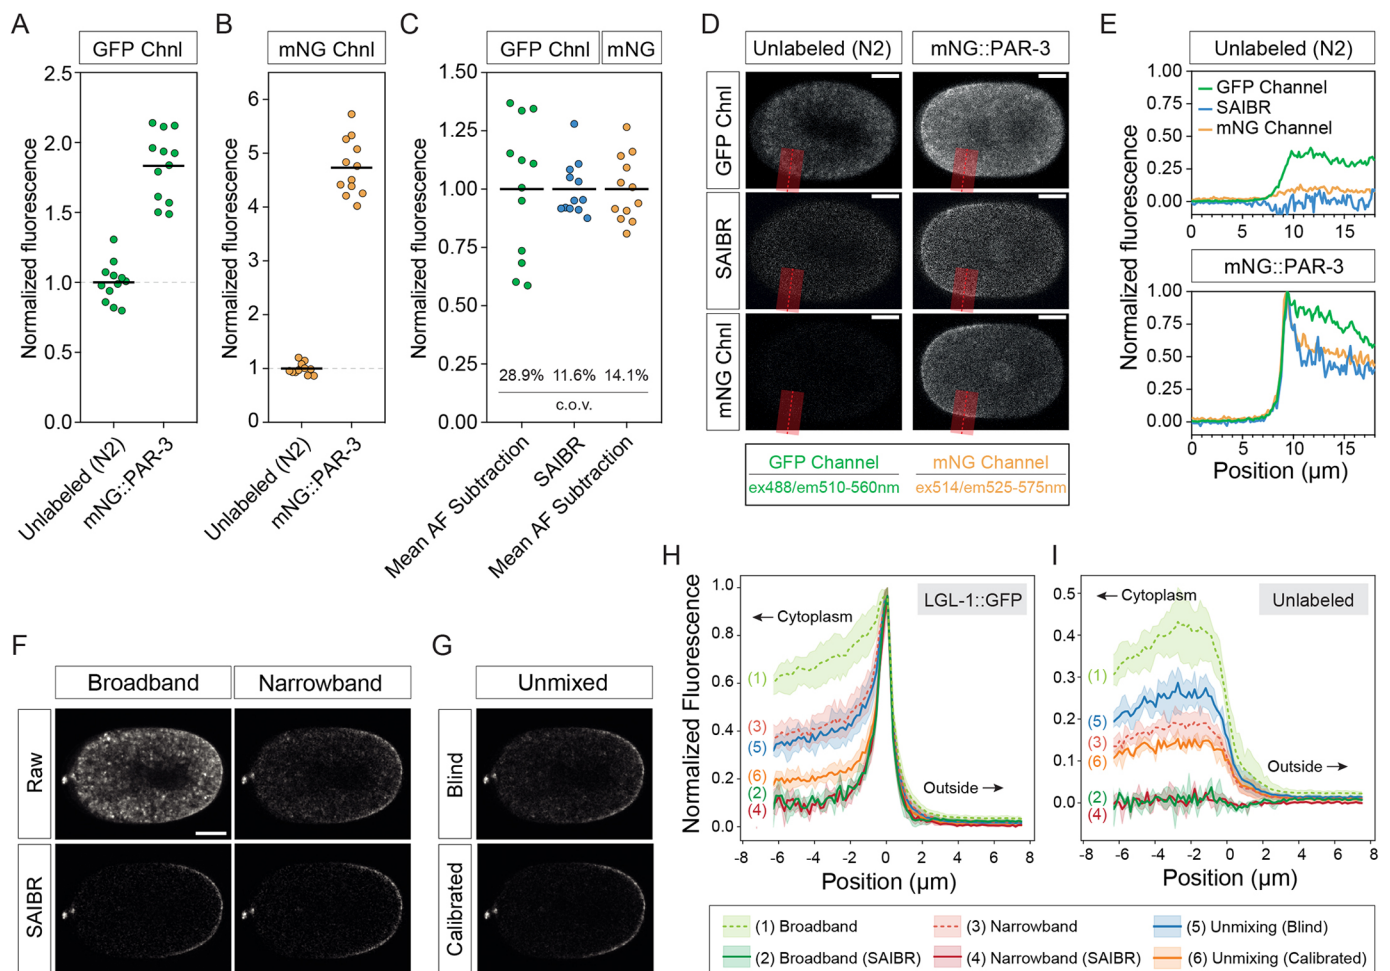 A
GFP Chnl
Normalized fluorescence
2.5
2.0
1.5
1.0
0.5
0.0
Unlabeled (N2)
mNG::PAR-3
B
mNG Chnl
Normalized fluorescence
6
5
4
3
2
1
0
Unlabeled (N2)
mNG::PAR-3
C
GFP Chnl
mNG
Normalized fluorescence
1.50
1.25
1.00
0.75
0.50
0.25
0.00
28.9% 11.6% 14.1%
c.o.v.
Mean AF Subtraction
SAIBR
Mean AF Subtraction
D
Unlabeled (N2)
mNG::PAR-3
GFP Chnl
SAIBR
mNG Chnl
GFP Channel
ex488/em510-560nm
mNG Channel
ex514/em525-575nm
E
Unlabeled (N2)
Normalized fluorescence
1.00
0.75
0.50
0.25
0.00
GFP Channel
SAIBR
mNG Channel
0 5 10 15
mNG::PAR-3
1.00
0.75
0.50
0.25
0.00
0 5 10 15
Position (µm)
F
Broadband
Narrowband
Raw
SAIBR
G
Unmixed
Blind
Calibrated
H
Normalized Fluorescence
1.0
0.8
0.6
0.4
0.2
0.0
LGL-1::GFP
← Cytoplasm
(1)
(3)
(5)
(6)
(2)
(4)
Outside →
-8 -6 -4 -2 0 2 4 6 8
Position (µm)
I
0.5
0.4
0.3
0.2
0.1
0.0
← Cytoplasm
Unlabeled
(1)
(5)
(3)
(6)
(2)
(4)
Outside →
-8 -6 -4 -2 0 2 4 6 8
Position (µm)
(1) Broadband
(3) Narrowband
(5) Unmixing (Blind)
(2) Broadband (SAIBR)
(4) Narrowband (SAIBR)
(6) Unmixing (Calibrated)